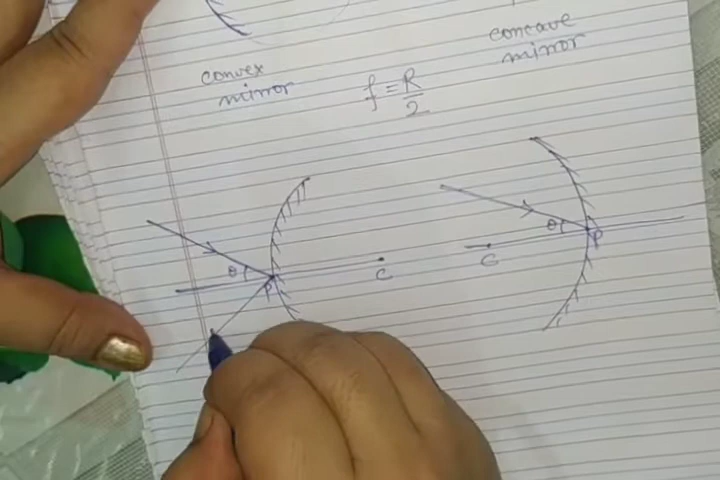 concave
mirror
convex
mirror
f = R/2
θ
P
C
θ
P
C